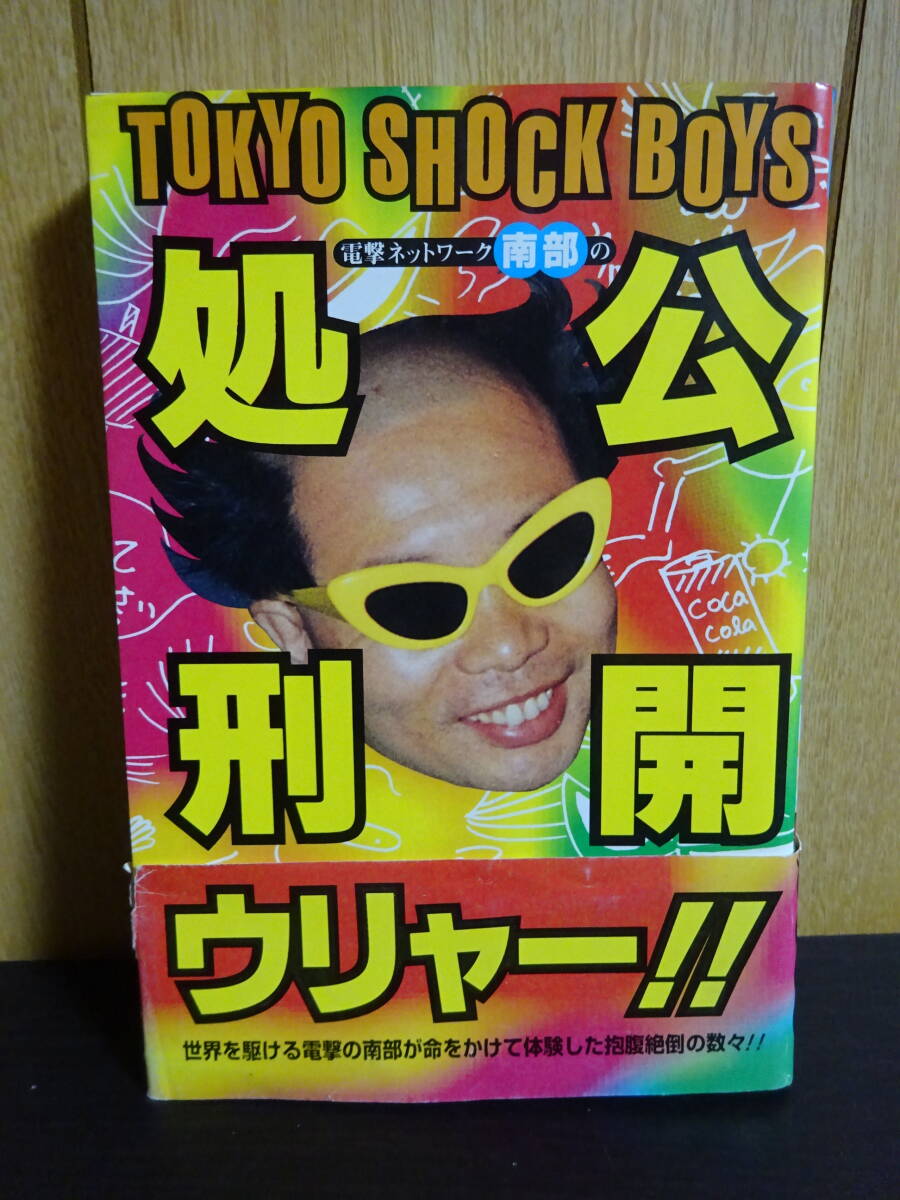 TOKYO SHOCK BOYS
電撃ネットワーク南部の
公開
処刑
coca
cola
ウリャー!!
世界を駆ける電撃の南部が命をかけて体験した抱腹絶倒の数々!!